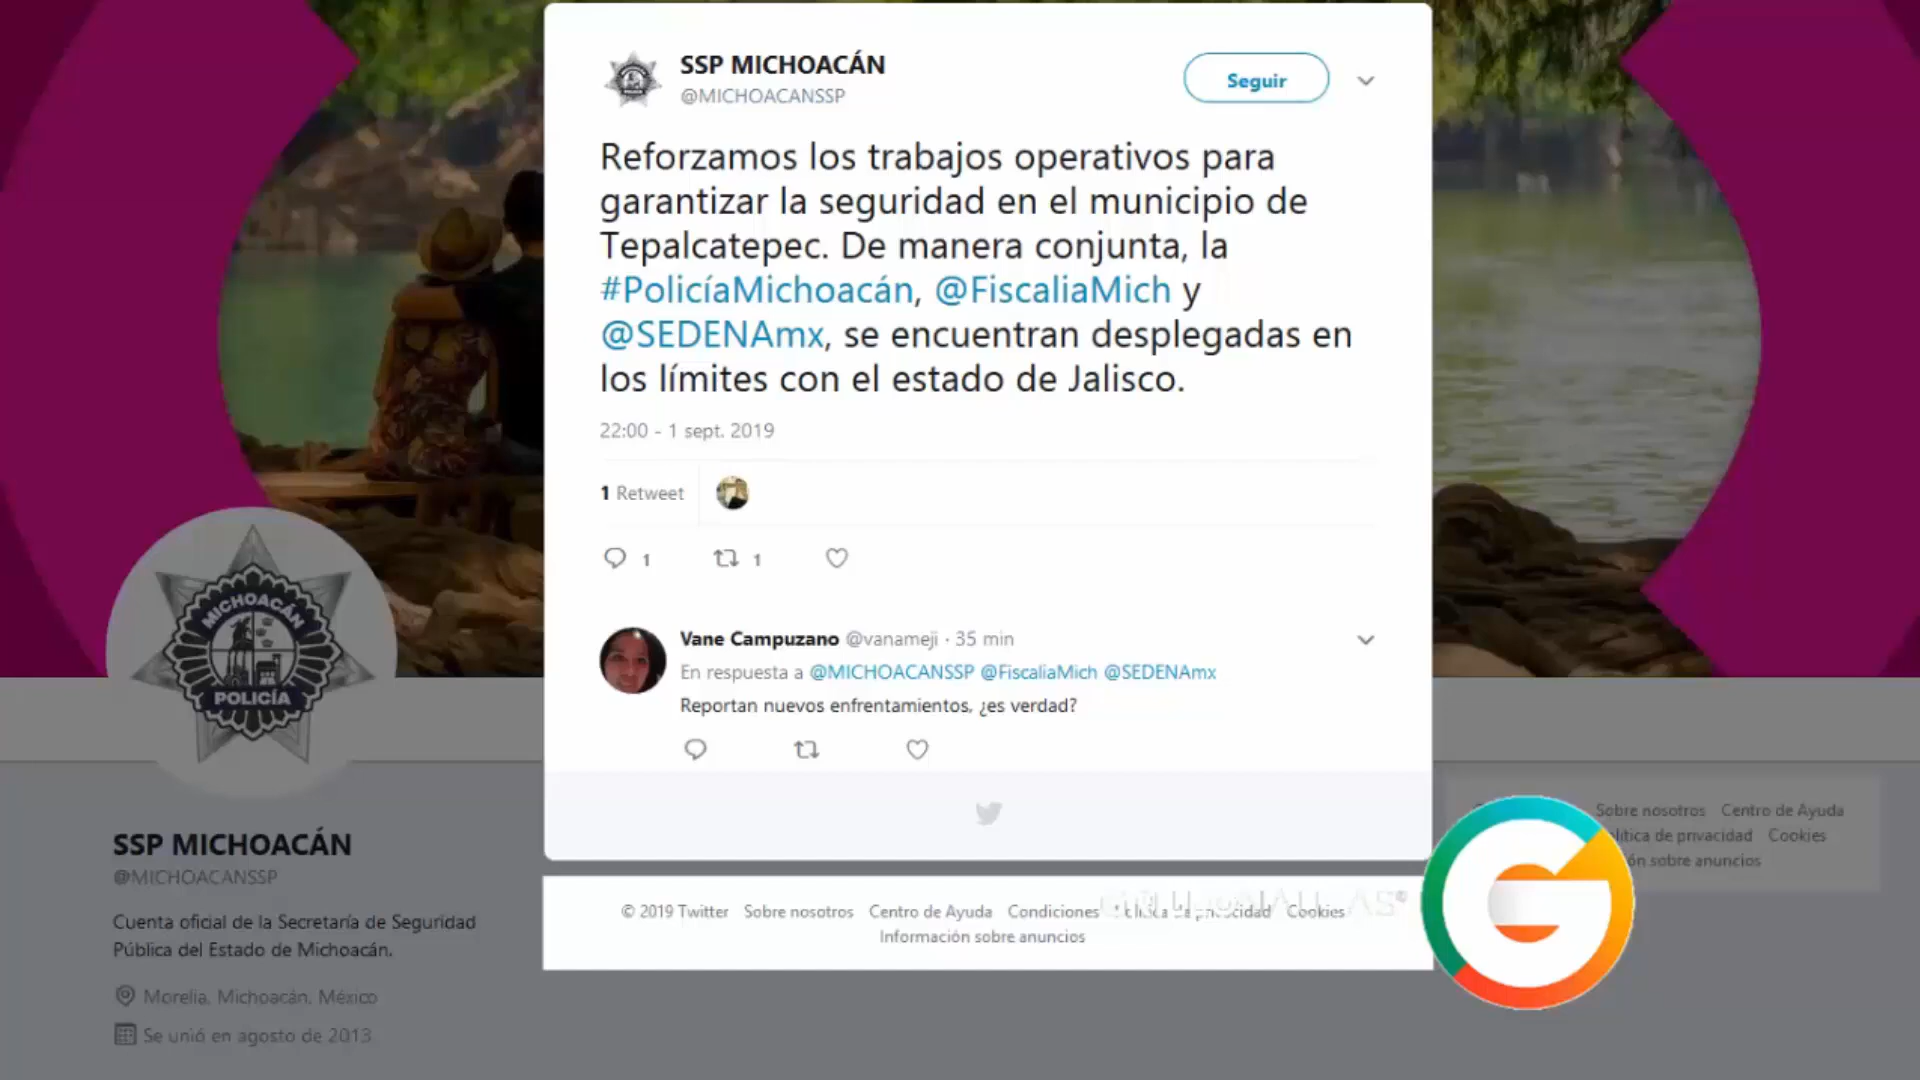 SSP MICHOACÁN
@MICHOACANSSP
Seguir
Reforzamos los trabajos operativos para
garantizar la seguridad en el municipio de
Tepalcatepec. De manera conjunta, la
#PolicíaMichoacán, @FiscaliaMich y
@SEDENAmx, se encuentran desplegadas en
los límites con el estado de Jalisco.
22:00 - 1 sept. 2019
1 Retweet
1
1
Vane Campuzano @vanameji · 35 min
En respuesta a @MICHOACANSSP @FiscaliaMich @SEDENAmx
Reportan nuevos enfrentamientos, ¿es verdad?
© 2019 Twitter Sobre nosotros Centro de Ayuda Condiciones Cookies
Información sobre anuncios
MICHOACÁN
POLICÍA
SSP MICHOACÁN
@MICHOACANSSP
Cuenta oficial de la Secretaría de Seguridad
Pública del Estado de Michoacán.
Morelia, Michoacán, México
Se unió en agosto de 2013
Sobre nosotros Centro de Ayuda
de privacidad Cookies
sobre anuncios
G